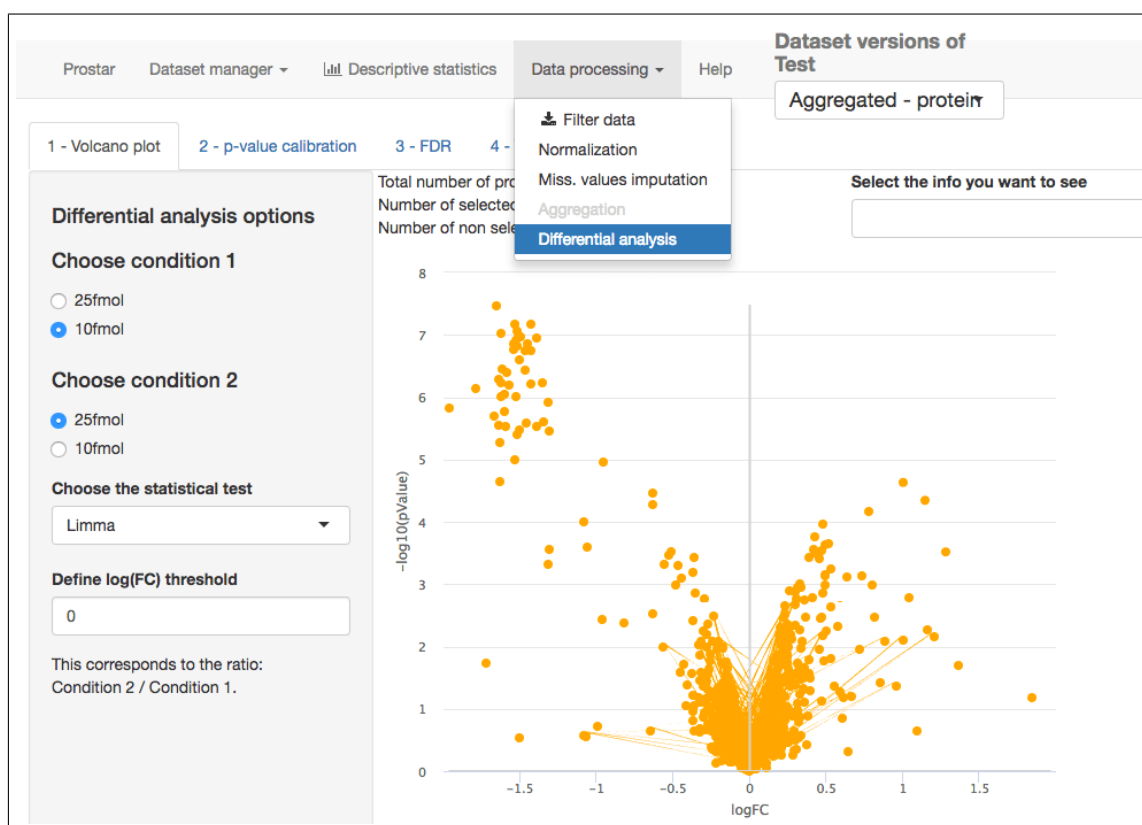 Prostar Dataset manager Descriptive statistics Data processing Help
Dataset versions of
Test
Aggregated - protein
Filter data
Normalization
Miss. values imputation
Aggregation
Differential analysis
1 - Volcano plot 2 - p-value calibration 3 - FDR 4 -
Differential analysis options
Choose condition 1
25fmol
10fmol
Choose condition 2
25fmol
10fmol
Choose the statistical test
Limma
Define log(FC) threshold
0
This corresponds to the ratio:
Condition 2 / Condition 1.
Total number of
Number of selected
Number of non
Select the info you want to see
8
7
6
5
4
3
2
1
0
-log10(pValue)
-1.5 -1 -0.5 0 0.5 1 1.5
logFC